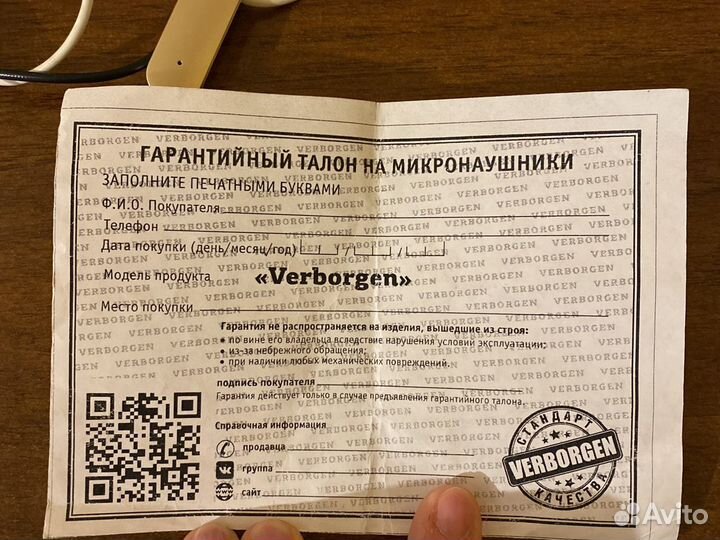 ГАРАНТИЙНЫЙ ТАЛОН НА МИКРОНАУШНИКИ
ЗАПОЛНИТЕ ПЕЧАТНЫМИ БУКВАМИ
Ф.И.О. Покупателя
Телефон
Дата покупки (день/месяц/год)
Модель продукта «Verborgen»
Место покупки
Гарантия не распространяется на изделия, вышедшие из строя:
• по вине его владельца вследствие нарушения условий эксплуатации;
• из-за небрежного обращения;
• при наличии любых механических повреждений.
подпись покупателя
Гарантия действует только в случае предъявления гарантийного талона.
Справочная информация
продавца
группа
www сайт
СТАНДАРТ
VERBORGEN
КАЧЕСТВА
Avito